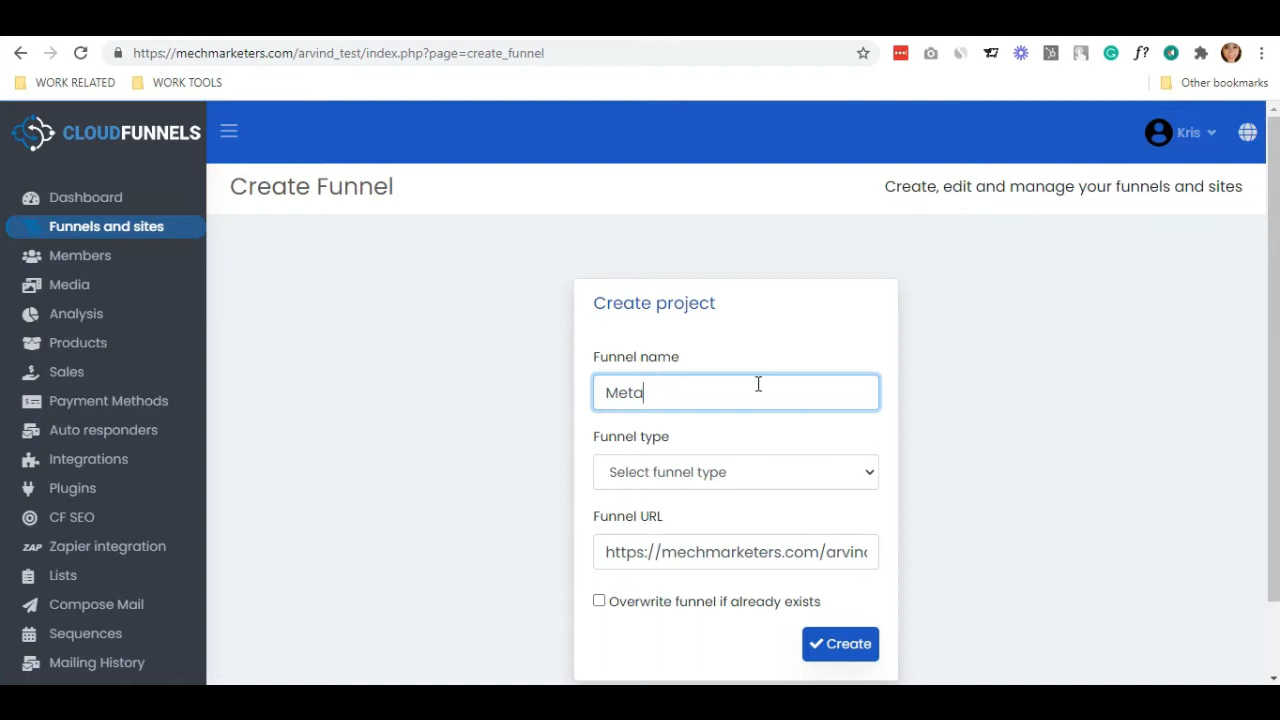 https://mechmarketers.com/arvind_test/index.php?page=create_funnel
WORK RELATED
WORK TOOLS
Other bookmarks
CLOUDFUNNELS
Kris
Create Funnel
Create, edit and manage your funnels and sites
Dashboard
Funnels and sites
Members
Media
Analysis
Products
Sales
Payment Methods
Auto responders
Integrations
Plugins
CF SEO
ZAP Zapier integration
Lists
Compose Mail
Sequences
Mailing History
Create project
Funnel name
Meta
Funnel type
Select funnel type
Funnel URL
https://mechmarketers.com/arvind
Overwrite funnel if already exists
Create